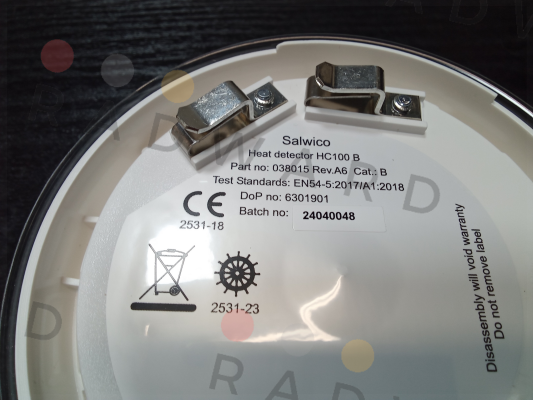 Salwico
Heat detector HC100 B
Part no: 038015 Rev.A6 Cat.: B
Test Standards: EN54-5:2017/A1:2018
CE
DoP no: 6301901
2531-18
Batch no: 24040048
2531-23
Disassembly will void warranty
Do not remove label
RADWARD